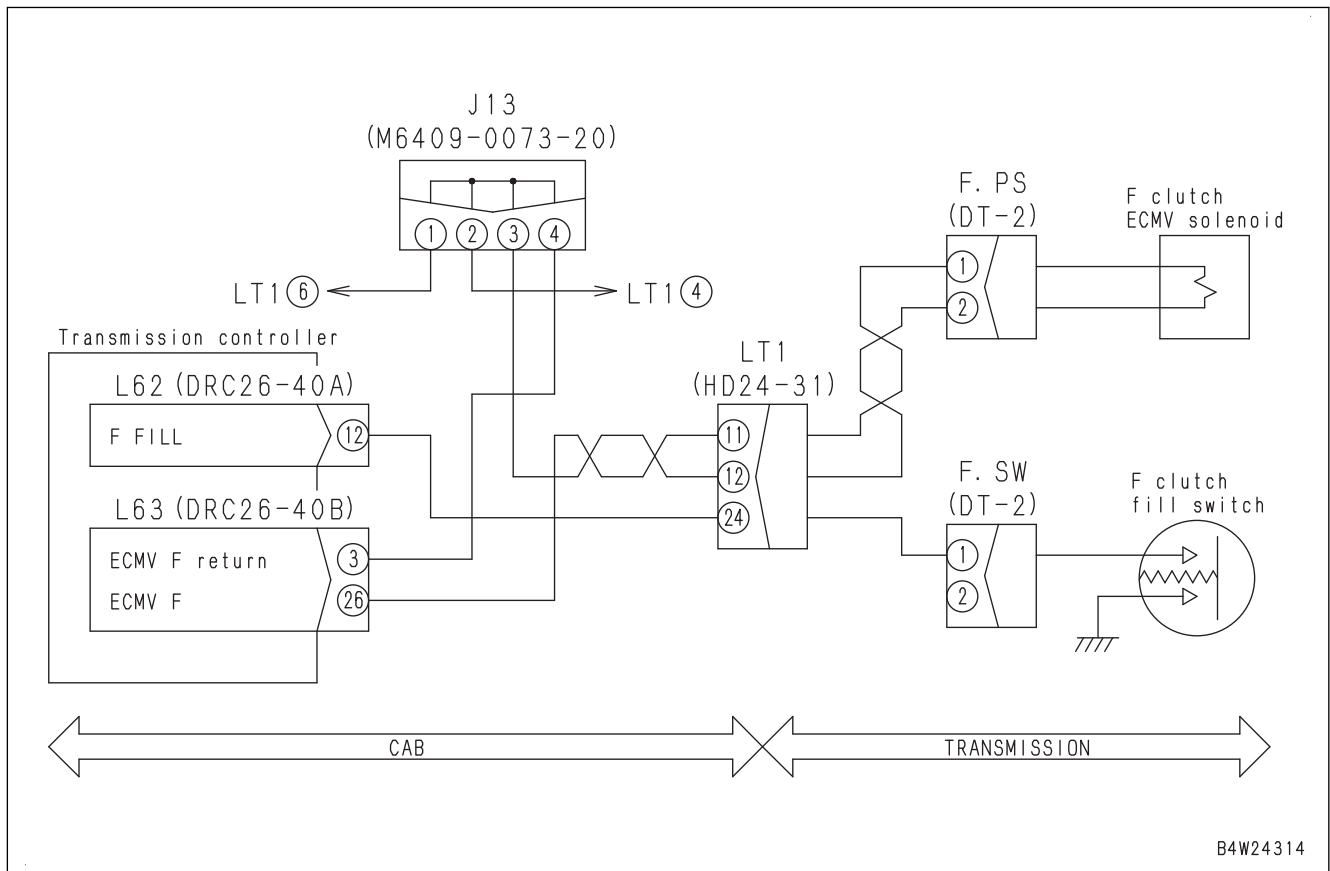 J13
(M6409-0073-20)
1 2 3 4
LT1 6
LT1 4
Transmission controller
L62 (DRC26-40A)
F FILL
12
L63 (DRC26-40B)
ECMV F return
3
ECMV F
26
LT1
(HD24-31)
11
12
24
F. PS
(DT-2)
1
2
F clutch
ECMV solenoid
F. SW
(DT-2)
1
2
F clutch
fill switch
CAB
TRANSMISSION
B4W24314